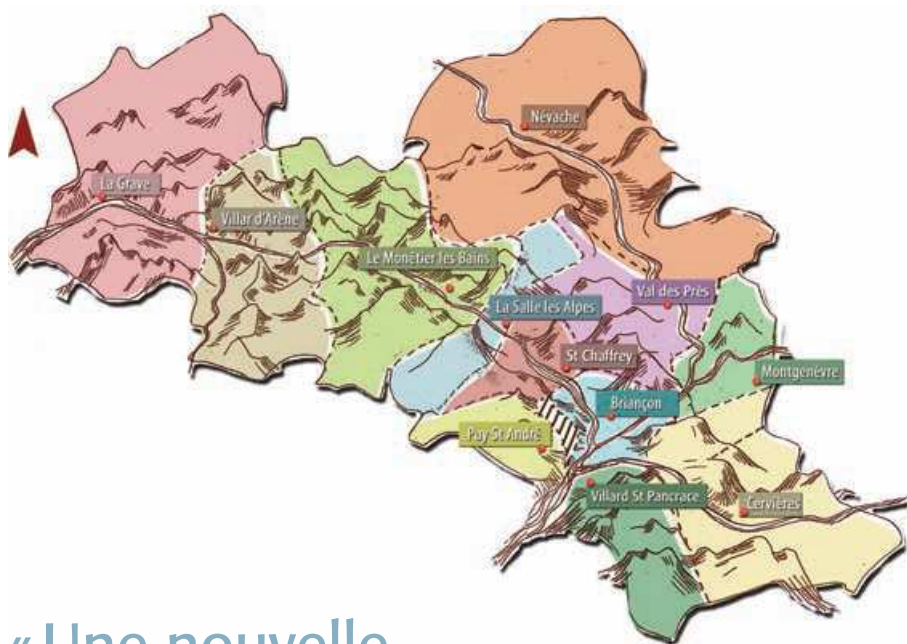 Névache
La Grave
Villar d'Arène
Le Monêtier les Bains
Val des Près
La Salle les Alpes
St Chaffrey
Montgenèvre
Briançon
Puy St André
Villard St Pancrace
Cervières
« Une nouvelle